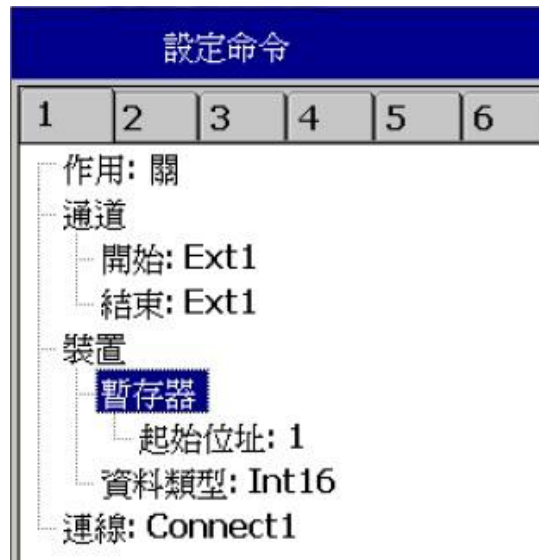 設定命令
1 2 3 4 5 6
作用: 關
通道
開始: Ext1
結束: Ext1
裝置
暫存器
起始位址: 1
資料類型: Int16
連線: Connect1